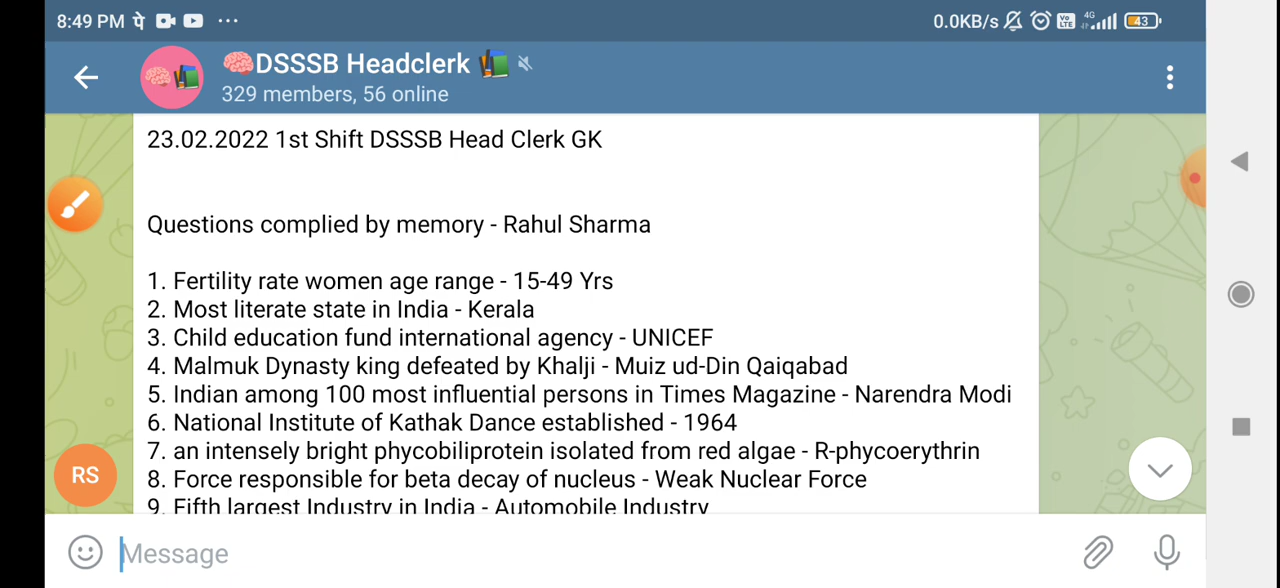 8:49 PM पे ...
0.0KB/s 4G Vo LTE 43
🧠DSSSB Headclerk 📚
329 members, 56 online
23.02.2022 1st Shift DSSSB Head Clerk GK
Questions complied by memory - Rahul Sharma
1. Fertility rate women age range - 15-49 Yrs
2. Most literate state in India - Kerala
3. Child education fund international agency - UNICEF
4. Malmuk Dynasty king defeated by Khalji - Muiz ud-Din Qaiqabad
5. Indian among 100 most influential persons in Times Magazine - Narendra Modi
6. National Institute of Kathak Dance established - 1964
7. an intensely bright phycobiliprotein isolated from red algae - R-phycoerythrin
8. Force responsible for beta decay of nucleus - Weak Nuclear Force
9. Fifth largest Industry in India - Automobile Industry
RS
Message